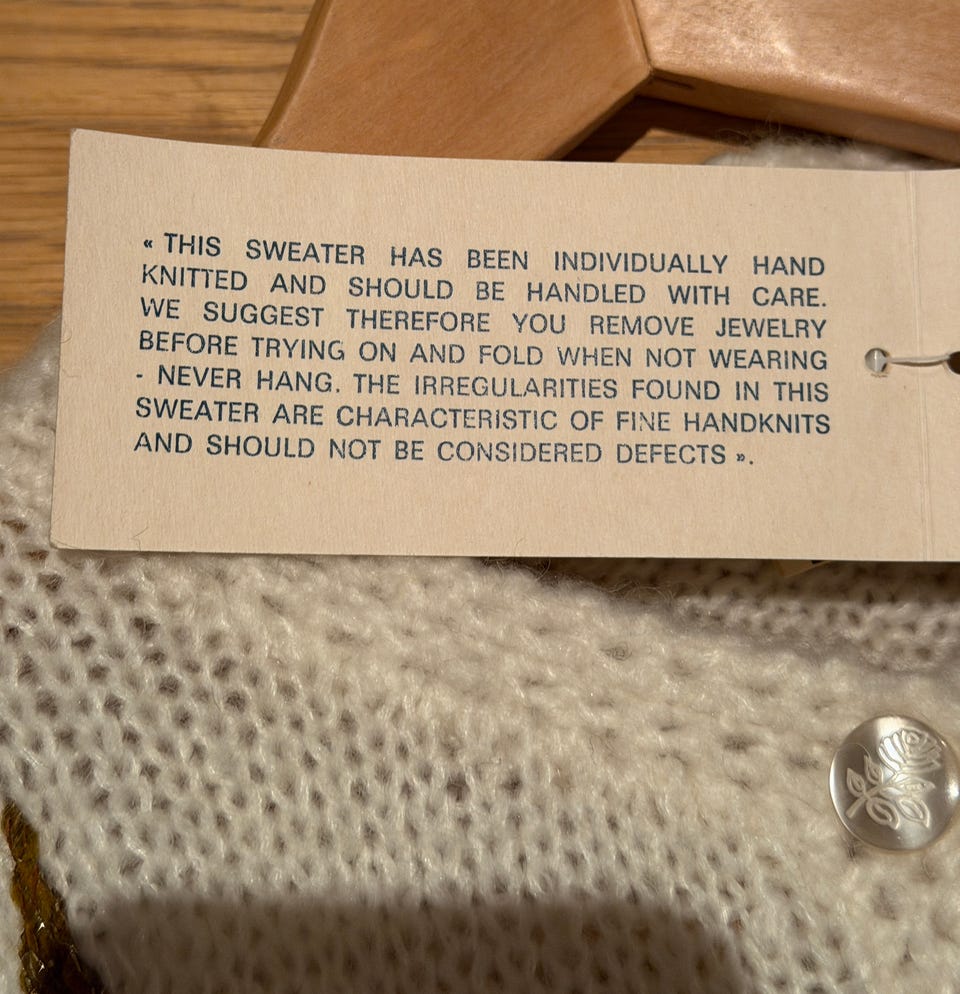 « THIS SWEATER HAS BEEN INDIVIDUALLY HAND
KNITTED AND SHOULD BE HANDLED WITH CARE.
WE SUGGEST THEREFORE YOU REMOVE JEWELRY
BEFORE TRYING ON AND FOLD WHEN NOT WEARING
- NEVER HANG. THE IRREGULARITIES FOUND IN THIS
SWEATER ARE CHARACTERISTIC OF FINE HANDKNITS
AND SHOULD NOT BE CONSIDERED DEFECTS ».